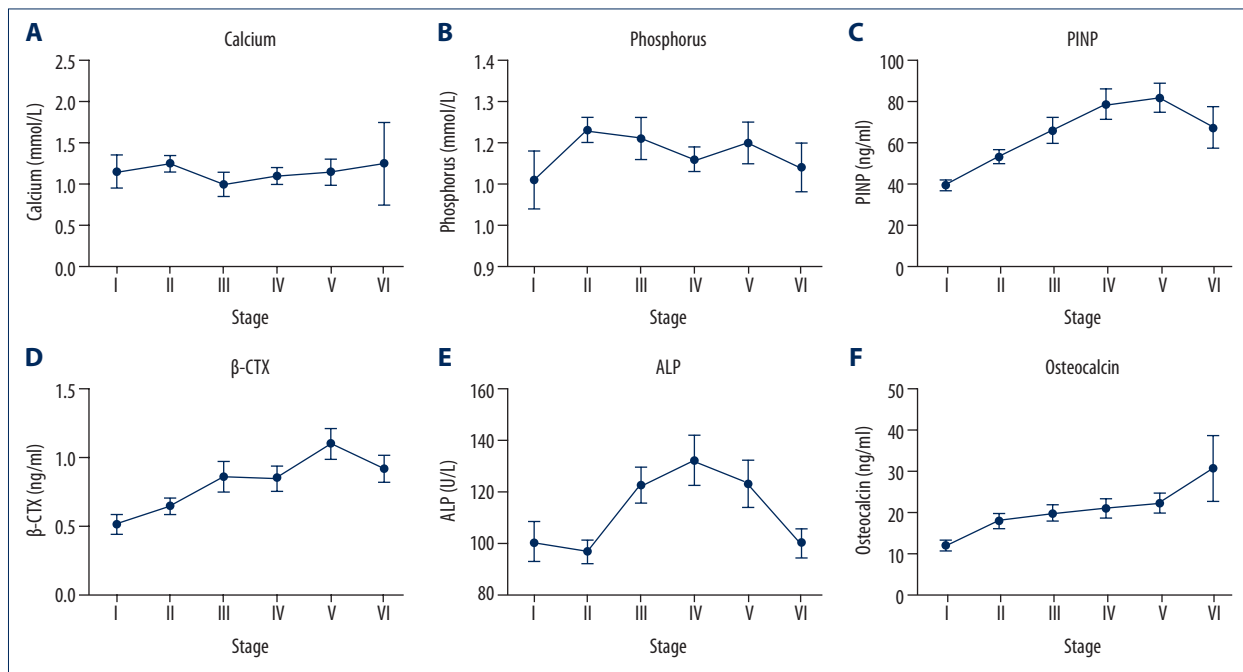 A
Calcium
Calcium (mmol/L)
2.5
2.0
1.5
1.0
0.5
0.0
I II III IV V VI
Stage
B
Phosphorus
Phosphorus (mmol/L)
1.4
1.3
1.2
1.0
1.0
0.9
I II III IV V VI
Stage
C
PINP
PINP (ng/ml)
100
80
60
40
20
0
I II III IV V VI
Stage
D
β-CTX
β-CTX (ng/ml)
1.5
1.0
0.5
0.0
I II III IV V VI
Stage
E
ALP
ALP (U/L)
160
140
120
100
80
I II III IV V VI
Stage
F
Osteocalcin
Osteocalcin (ng/ml)
50
40
30
20
10
0
I II III IV V VI
Stage